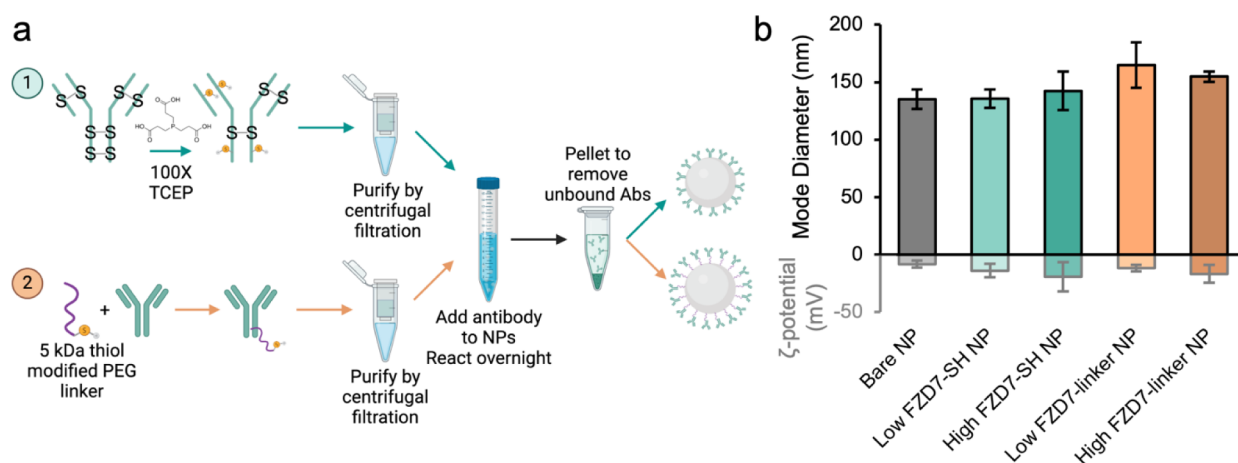 a
1
S-S
S-S
S-S
S-S
OH
O
HO
O
P
OH
O
100X
TCEP
S
S
S-S
S-S
S
S
Purify by
centrifugal
filtration
2
+
S
5 kDa thiol
modified PEG
linker
S
Purify by
centrifugal
filtration
Add antibody
to NPs
React overnight
Pellet to
remove
unbound Abs
b
Mode Diameter (nm)
200
150
100
50
0
-50
ζ-potential
(mV)
Bare NP
Low FZD7-SH NP
High FZD7-SH NP
Low FZD7-linker NP
High FZD7-linker NP